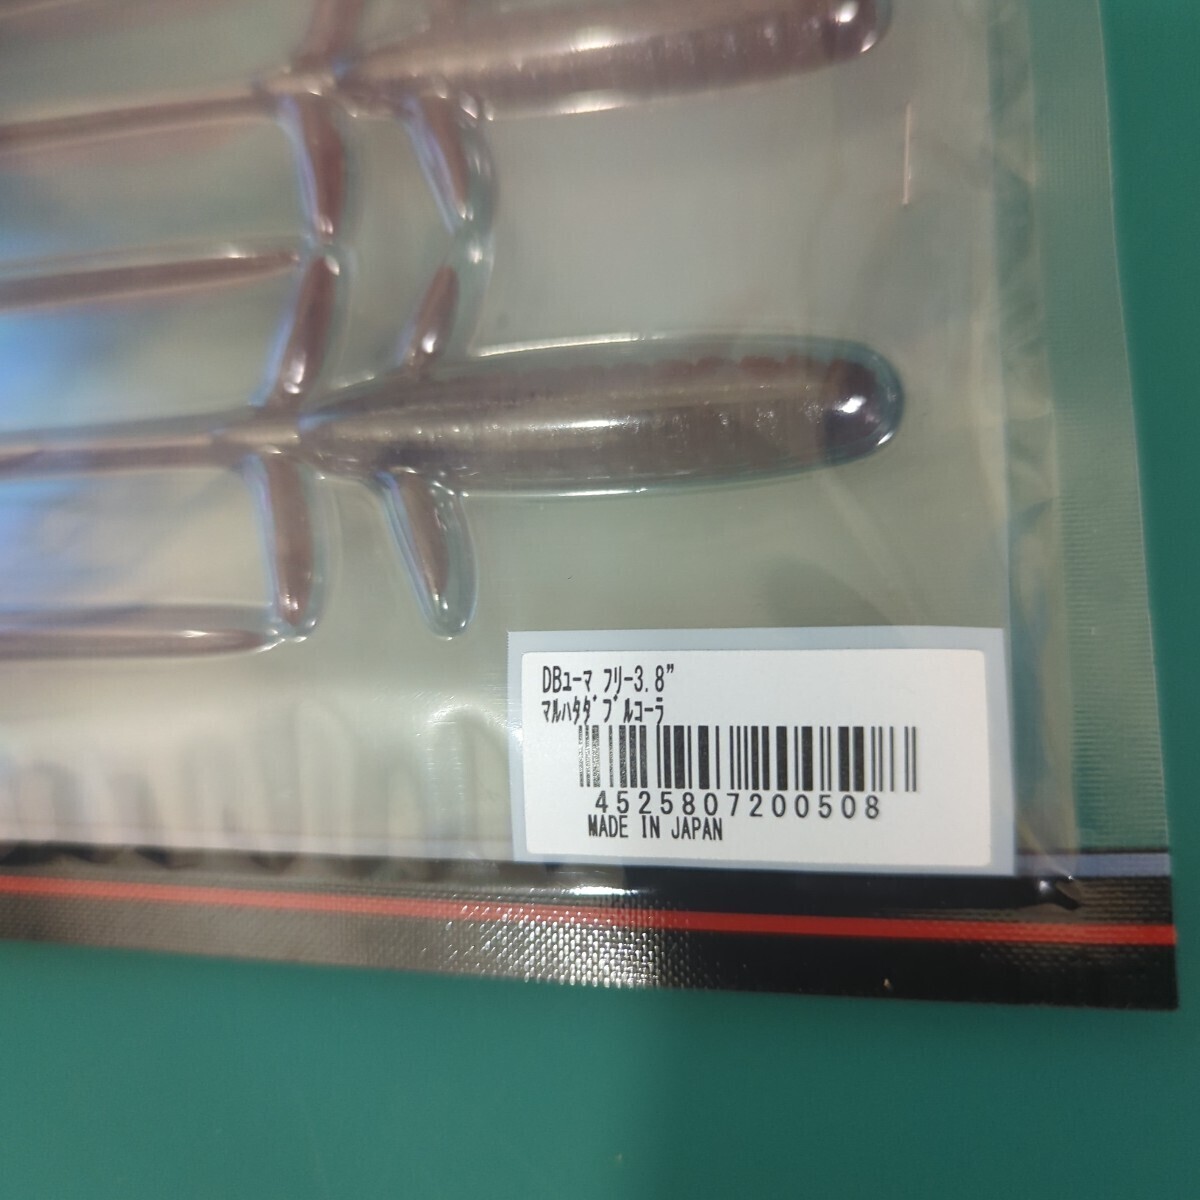 DBﾕｰﾏ ﾌﾘｰ3.8"
ﾏﾙﾊﾀﾀﾞﾌﾞﾙｺｰﾗ
4525807200508
MADE IN JAPAN